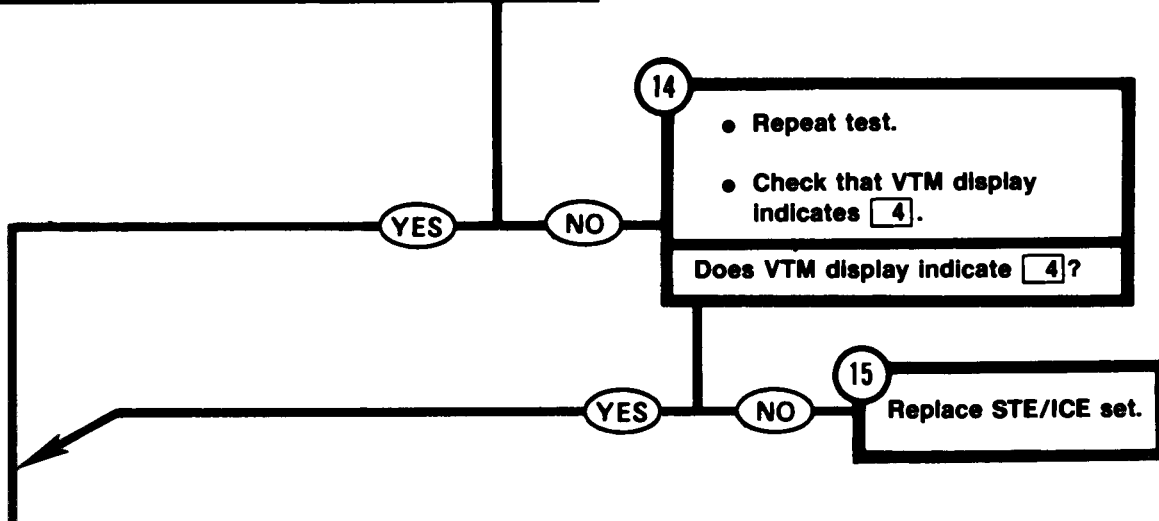 14
● Repeat test.
● Check that VTM display
indicates 4.
Does VTM display indicate 4?
YES
NO
15
Replace STE/ICE set.
YES
NO